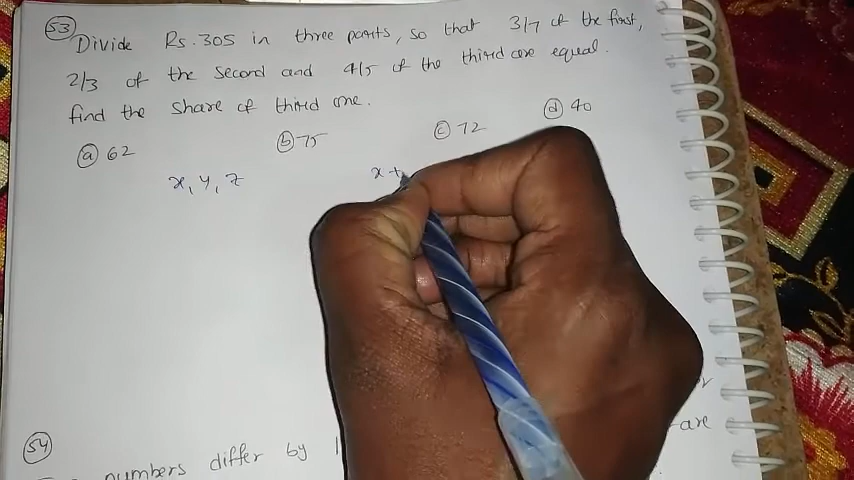 53 Divide Rs.305 in three parts, so that 3/7 of the first,
2/3 of the second and 4/5 of the third are equal.
find the share of third one.
a 62 b 75 c 72 d 40
x, y, z x +
54
numbers differ by are